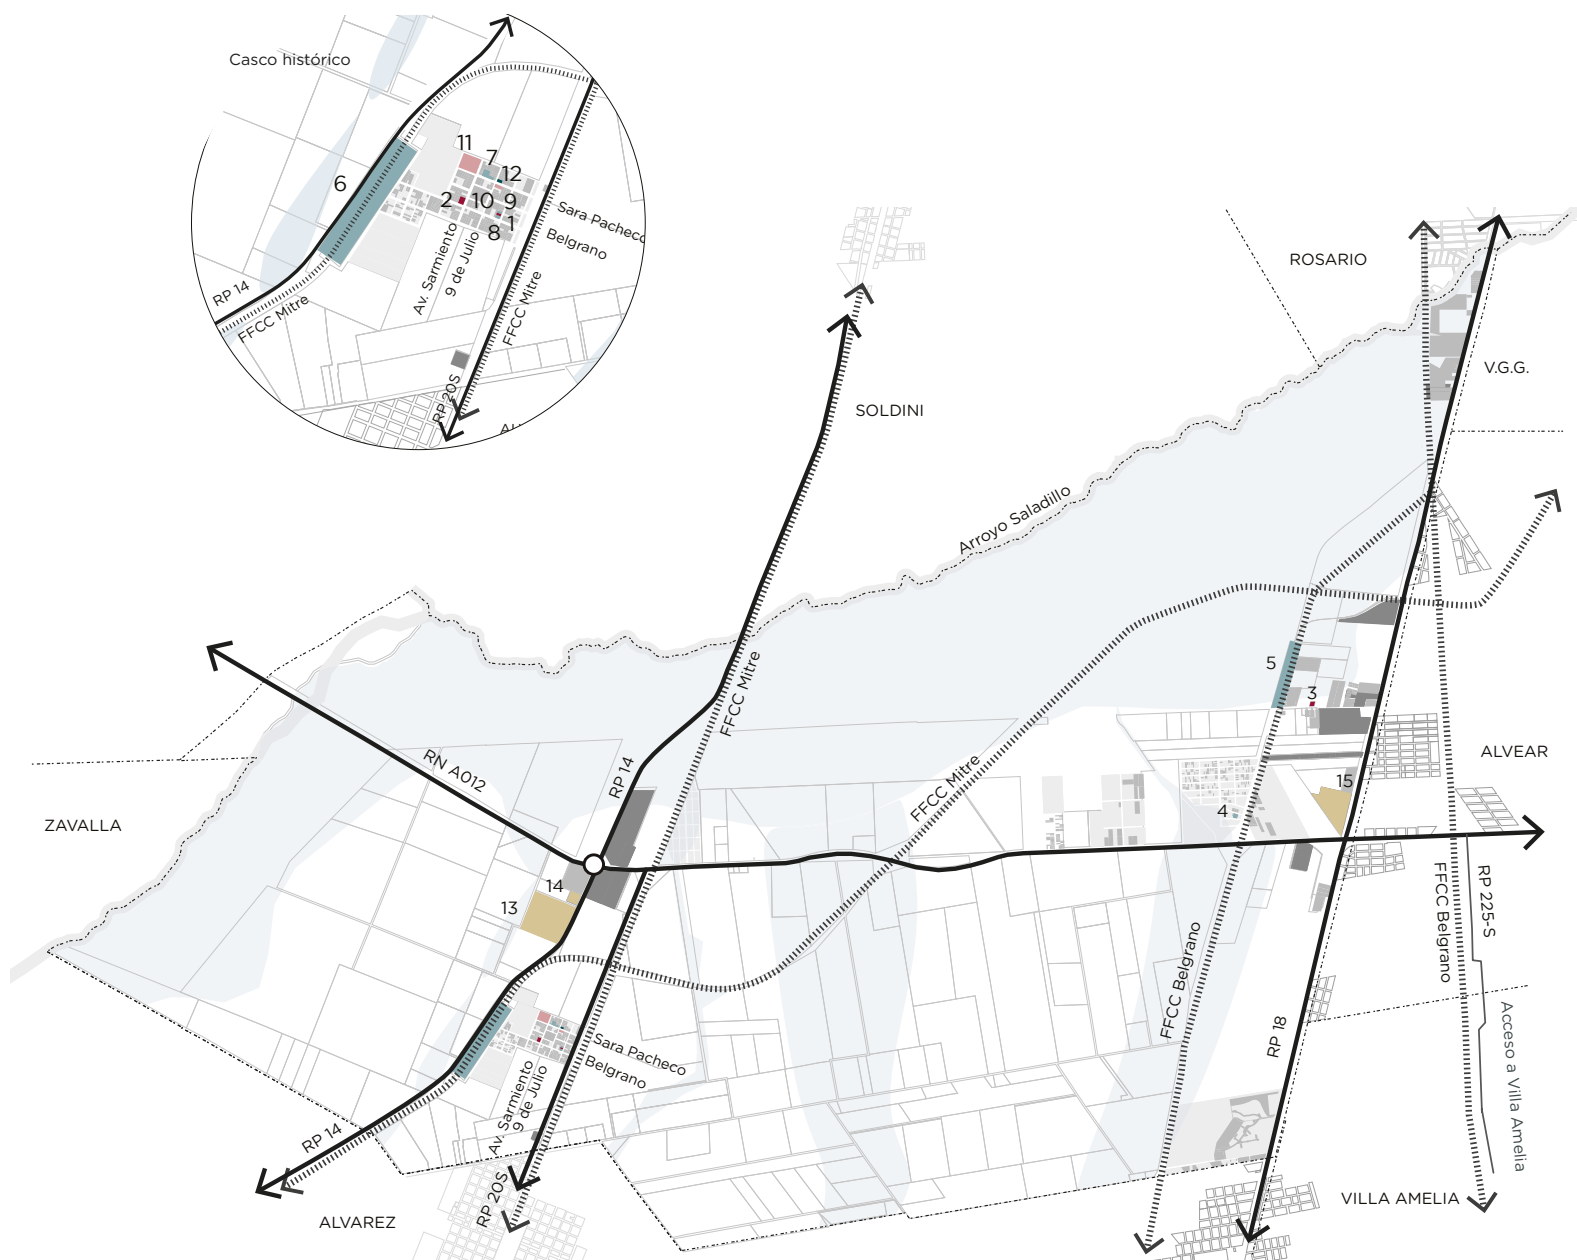 Casco histórico
11
7
12
6
2
10
9
1
8
Sara Pacheco
Belgrano
Av. Sarmiento
9 de Julio
RP 14
FFCC Mitre
FFCC Mitre
RP 20S
ROSARIO
V.G.G.
SOLDINI
Arroyo Saladillo
5
3
FFCC Mitre
RN A012
RP 14
FFCC Mitre
ALVEAR
15
4
ZAVALLA
14
13
FFCC Belgrano
RP 225-S
FFCC Belgrano
RP 18
Acceso a Villa Amelia
Sara Pacheco
Belgrano
Av. Sarmiento
9 de Julio
RP 14
RP 20S
ALVAREZ
VILLA AMELIA